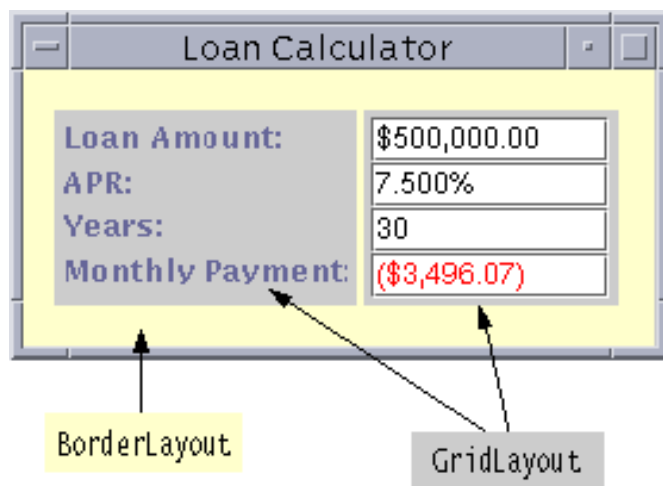 Loan Calculator
Loan Amount: $500,000.00
APR: 7.500%
Years: 30
Monthly Payment: ($3,496.07)
BorderLayout
GridLayout